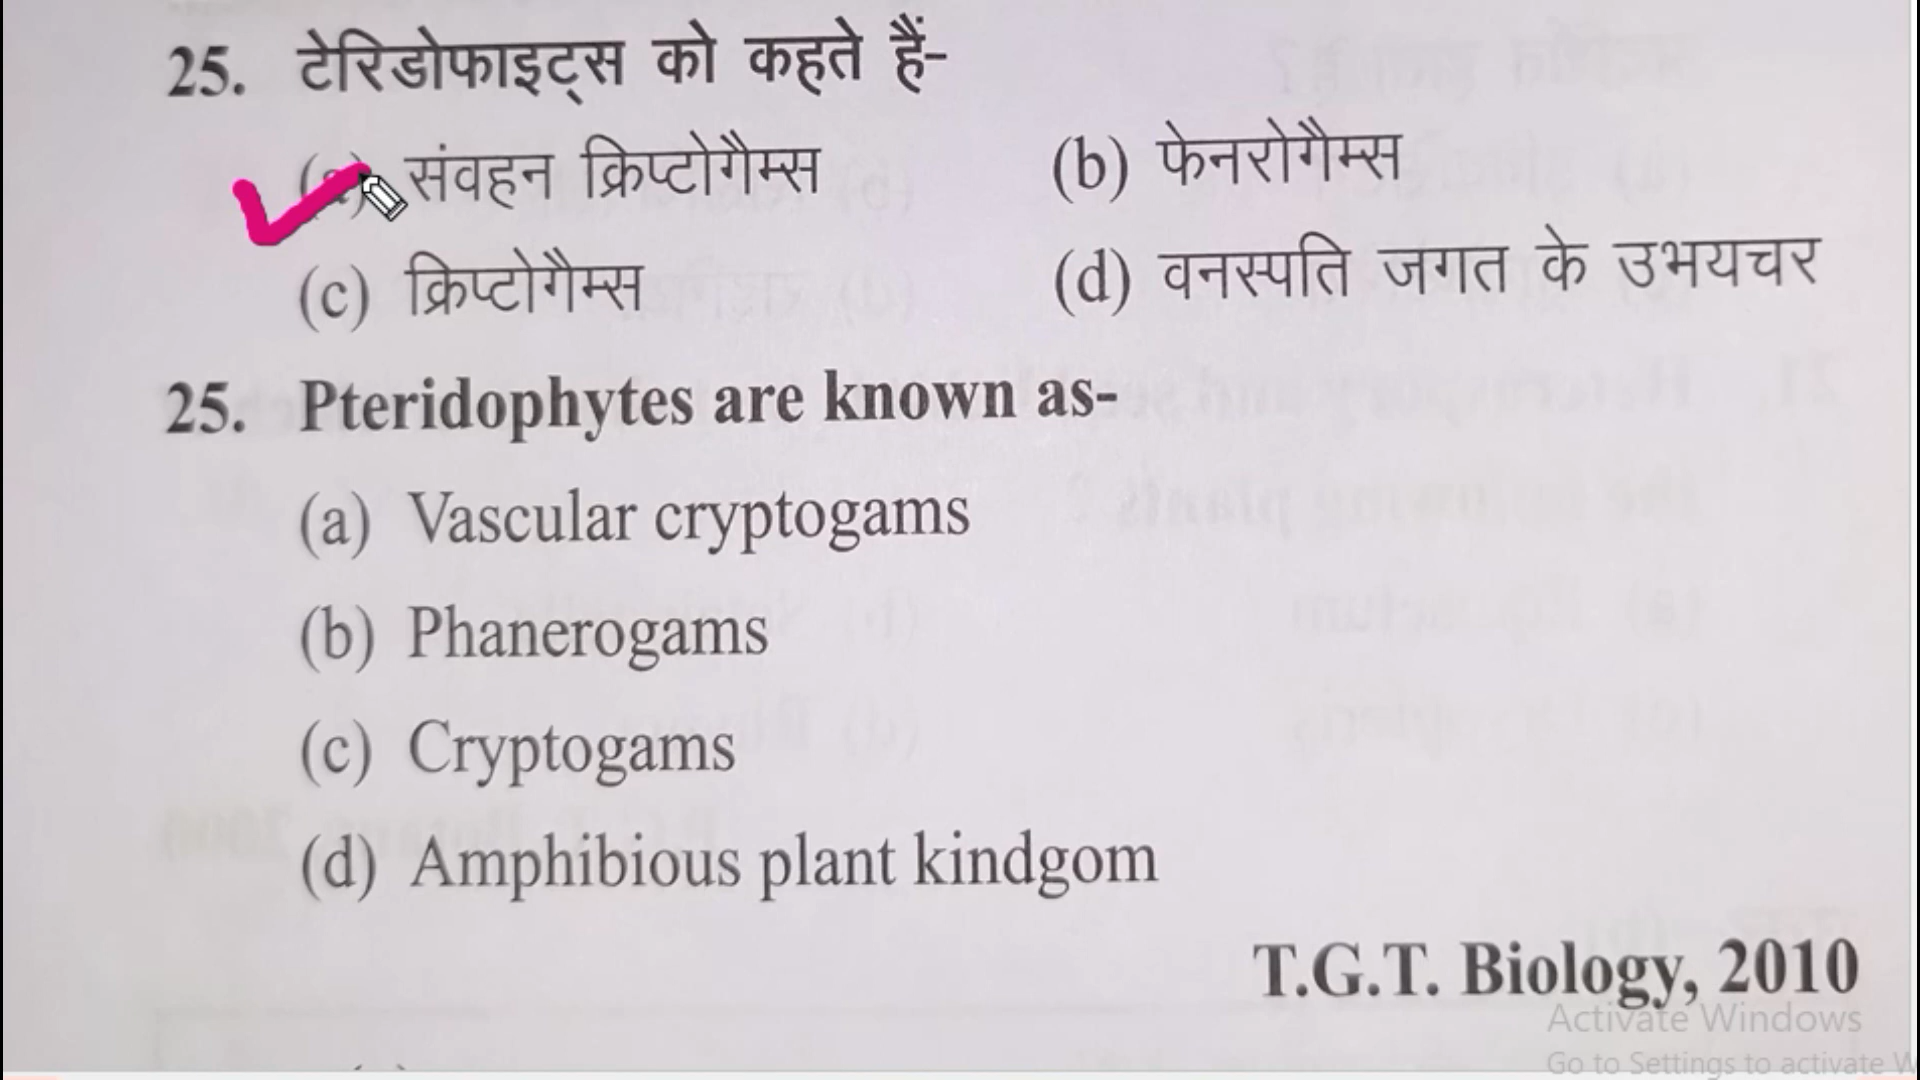 25. टेरिडोफाइट्स को कहते हैं-
(a) संवहन क्रिप्टोगैम्स (b) फेनरोगैम्स
(c) क्रिप्टोगैम्स (d) वनस्पति जगत के उभयचर
25. Pteridophytes are known as-
(a) Vascular cryptogams
(b) Phanerogams
(c) Cryptogams
(d) Amphibious plant kindgom
T.G.T. Biology, 2010
Activate Windows
Go to Settings to activate W